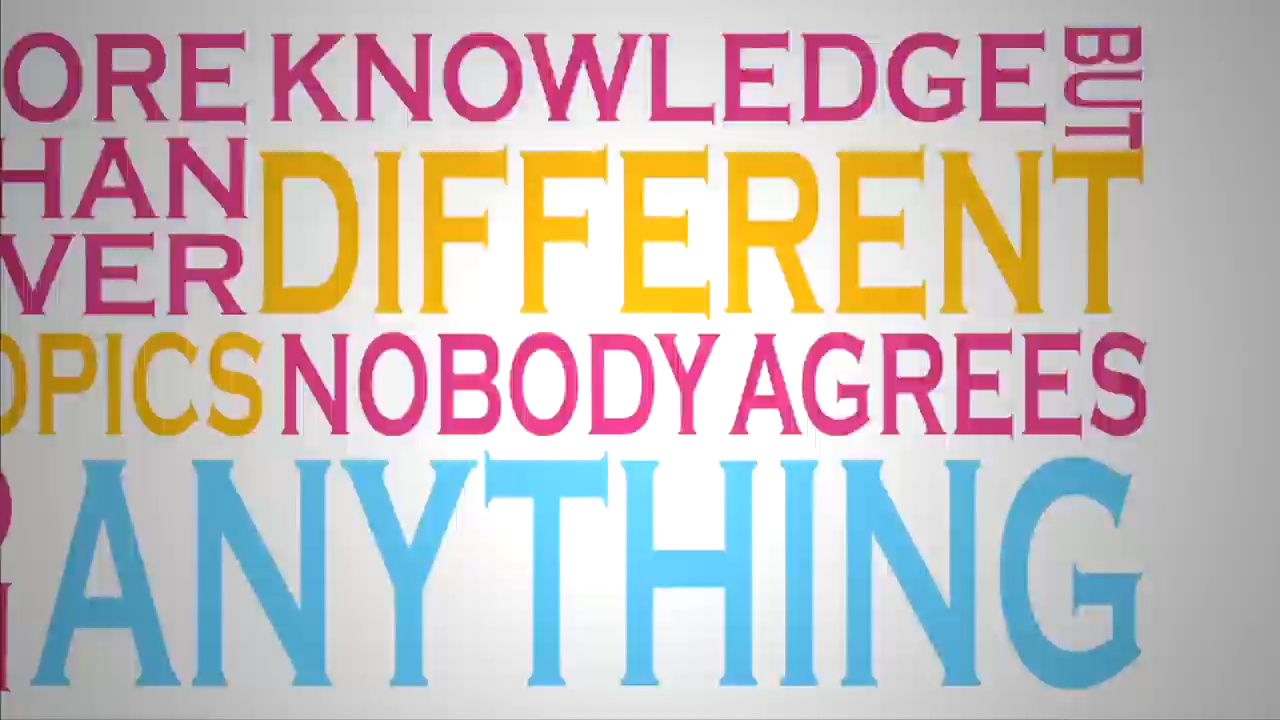 ORE KNOWLEDGE BUT
HAN
VER
DIFFERENT
OPICS NOBODY AGREES
ANYTHING